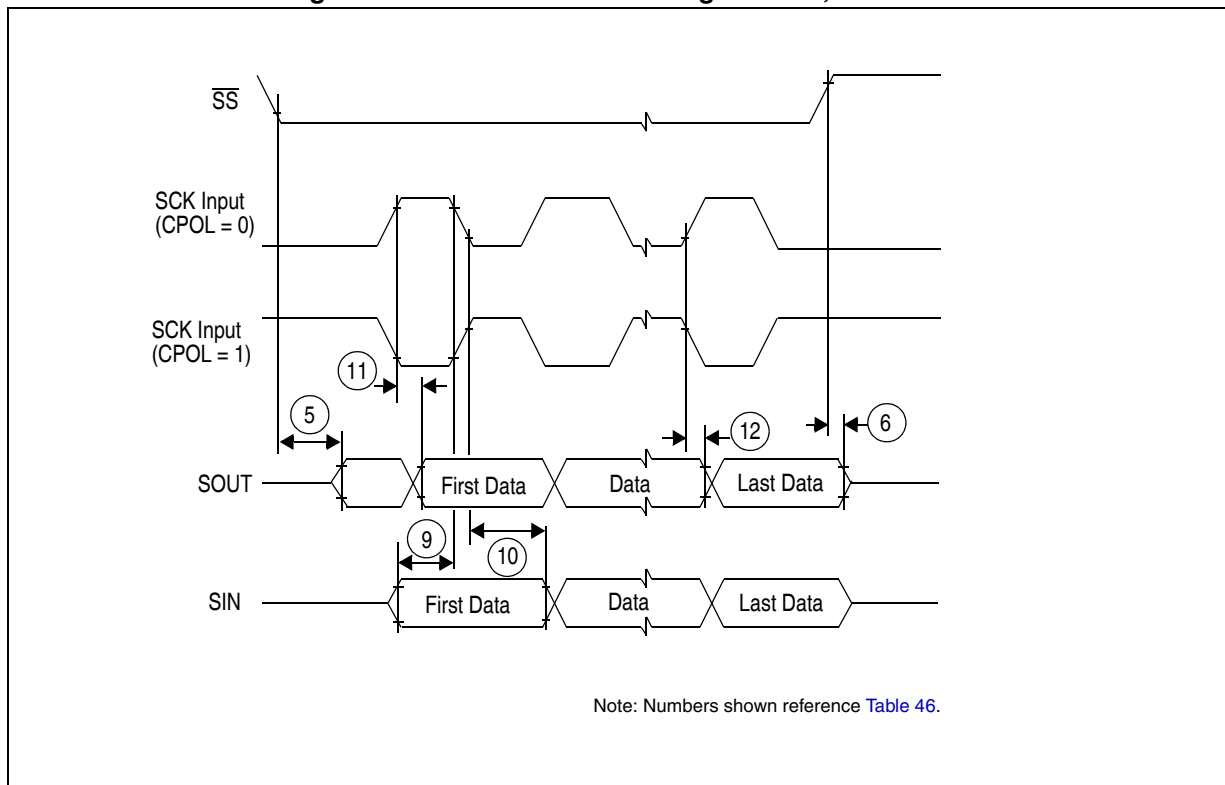 SS
SCK Input
(CPOL = 0)
SCK Input
(CPOL = 1)
11
5
12
6
SOUT
First Data
Data
Last Data
9
10
SIN
First Data
Data
Last Data
Note: Numbers shown reference Table 46.